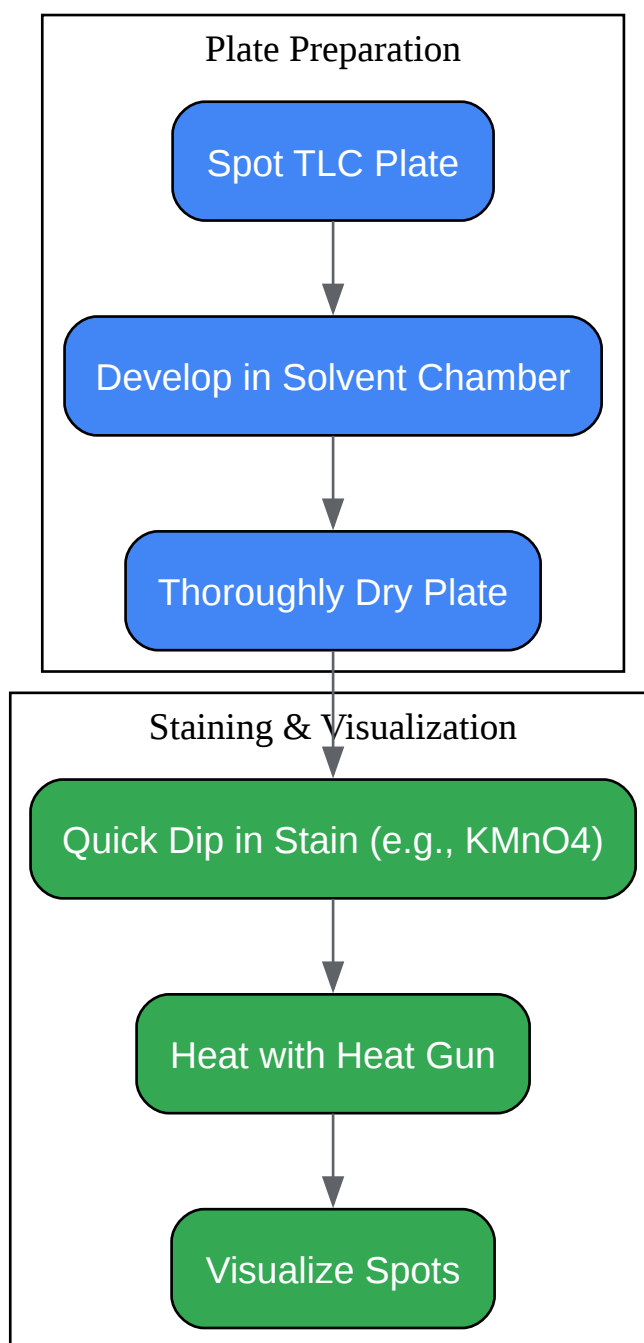 Plate Preparation
Spot TLC Plate
Develop in Solvent Chamber
Thoroughly Dry Plate
Staining & Visualization
Quick Dip in Stain (e.g., KMnO4)
Heat with Heat Gun
Visualize Spots